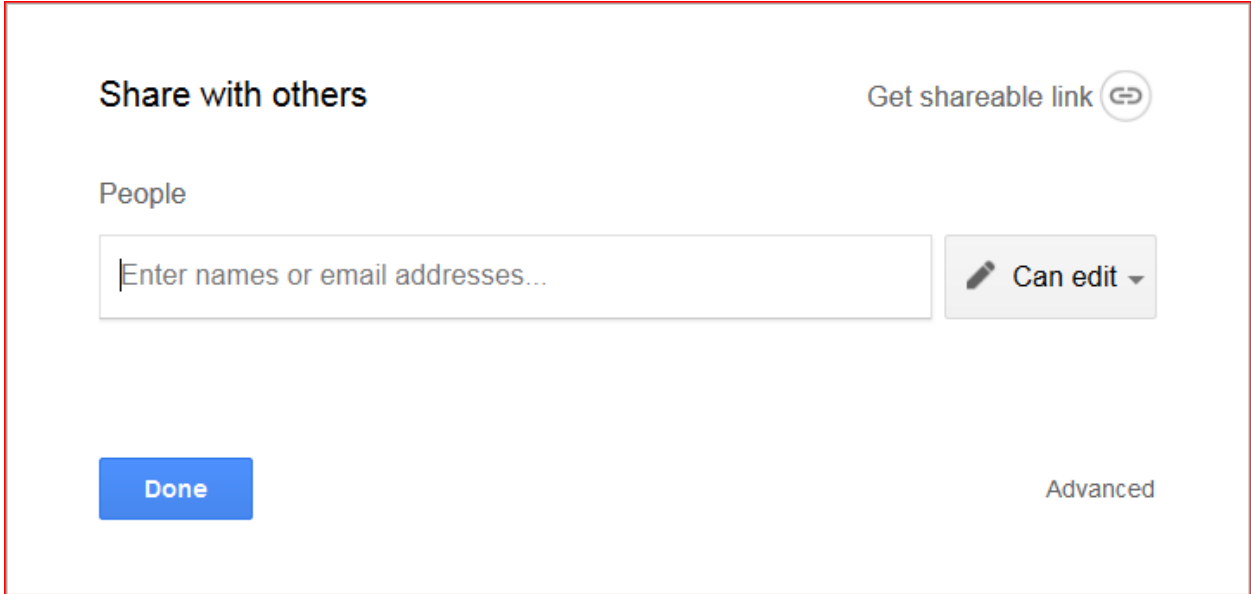 Share with others
Get shareable link
People
Enter names or email addresses...
Can edit
Done
Advanced